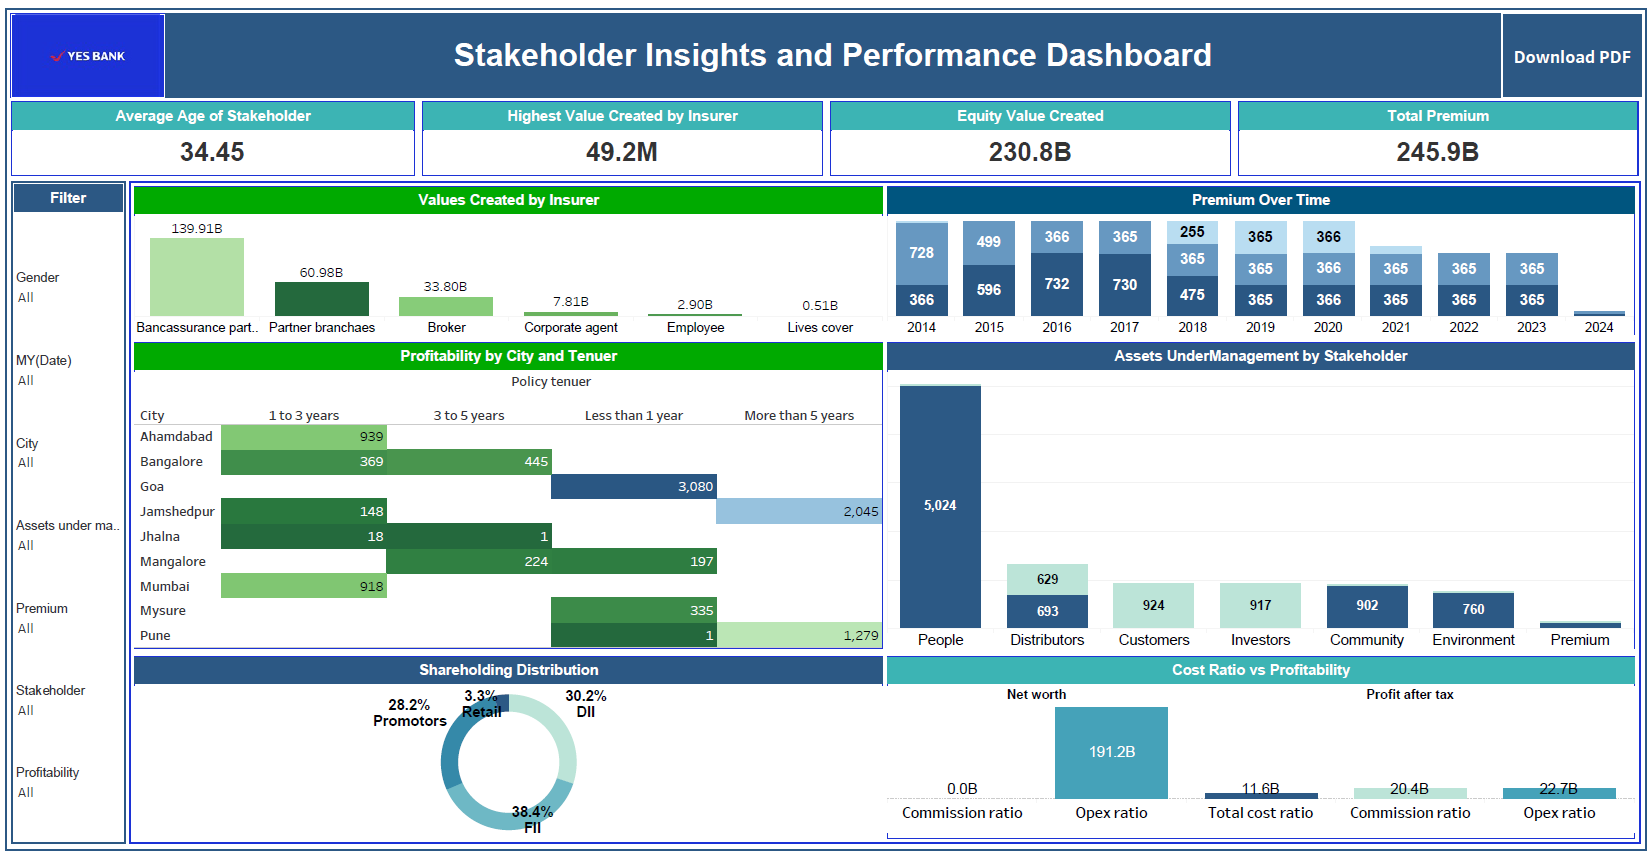 YES BANK
Stakeholder Insights and Performance Dashboard
Download PDF
Average Age of Stakeholder
34.45
Highest Value Created by Insurer
49.2M
Equity Value Created
230.8B
Total Premium
245.9B
Filter
Gender
All
MY(Date)
All
City
All
Assets under ma..
All
Premium
All
Stakeholder
All
Profitability
All
Values Created by Insurer
139.91B
60.98B
33.80B
7.81B
2.90B
0.51B
Bancassurance part.. Partner branchaes Broker Corporate agent Employee Lives cover
Premium Over Time
728 499 366 365 255 365 366
365 365 366 365 365 365
366 596 732 730 475 365 366 365 365 365
2014 2015 2016 2017 2018 2019 2020 2021 2022 2023 2024
Profitability by City and Tenuer
Policy tenuer
City 1 to 3 years 3 to 5 years Less than 1 year More than 5 years
Ahamdabad 939
Bangalore 369 445
Goa 3,080
Jamshedpur 148 2,045
Jhalna 18 1
Mangalore 224 197
Mumbai 918
Mysure 335
Pune 1 1,279
Assets UnderManagement by Stakeholder
5,024
629
693 924 917 902 760
People Distributors Customers Investors Community Environment Premium
Shareholding Distribution
3.3%
Retail
30.2%
DII
28.2%
Promotors
38.4%
FII
Cost Ratio vs Profitability
Net worth Profit after tax
191.2B
0.0B 11.6B 20.4B 22.7B
Commission ratio Opex ratio Total cost ratio Commission ratio Opex ratio